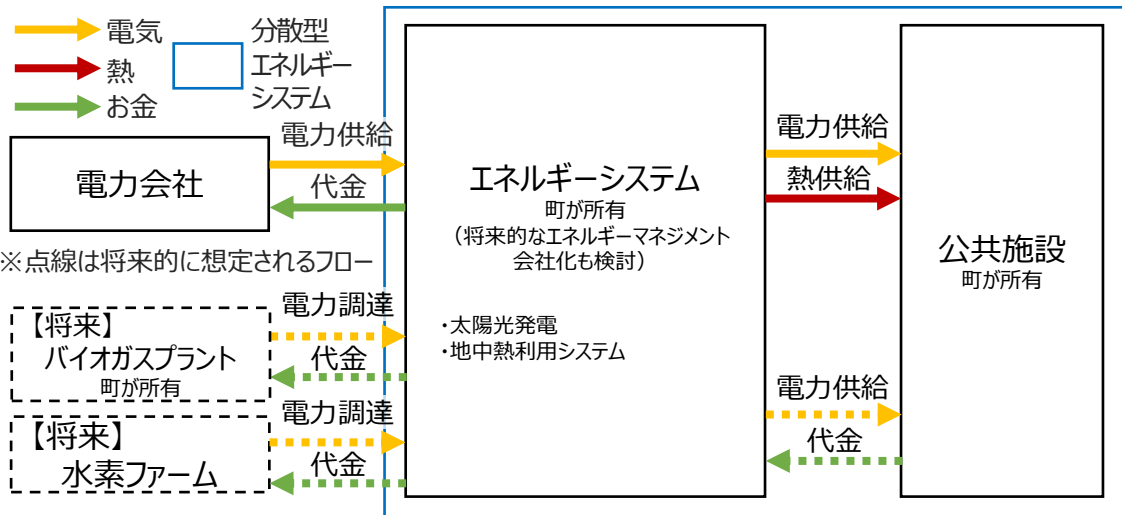 電気
熱
お金
分散型
エネルギー
システム
電力会社
電力供給
代金
※点線は将来的に想定されるフロー
【将来】
バイオガスプラント
町が所有
電力調達
代金
【将来】
水素ファーム
電力調達
代金
エネルギーシステム
町が所有
（将来的なエネルギーマネジメント
会社化も検討）
・太陽光発電
・地中熱利用システム
電力供給
熱供給
電力供給
代金
公共施設
町が所有